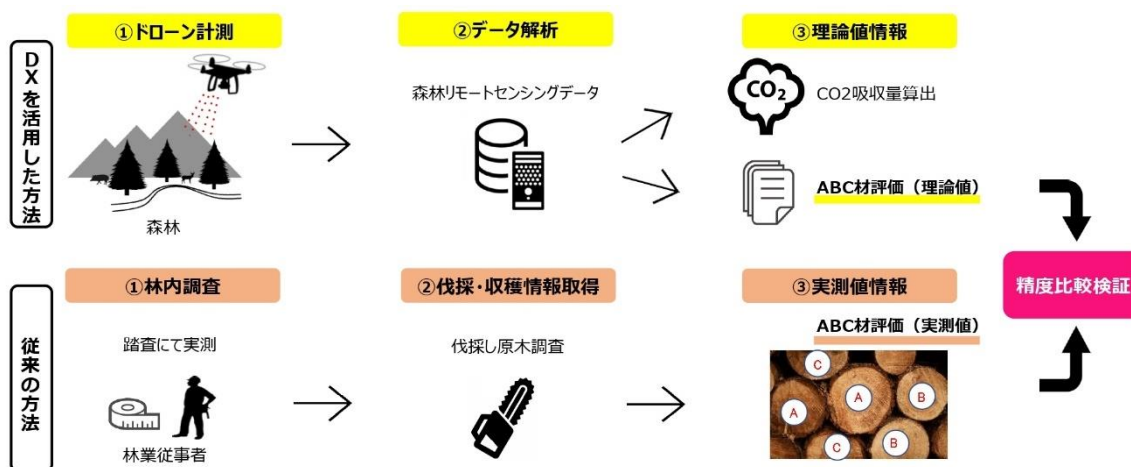 DXを活用した方法
①ドローン計測
森林
②データ解析
森林リモートセンシングデータ
③理論値情報
CO2
CO2吸収量算出
ABC材評価（理論値）
従来の方法
①林内調査
踏査にて実測
林業従事者
②伐採・収穫情報取得
伐採し原木調査
③実測値情報
ABC材評価（実測値）
C
A
A
B
C
B
精度比較検証